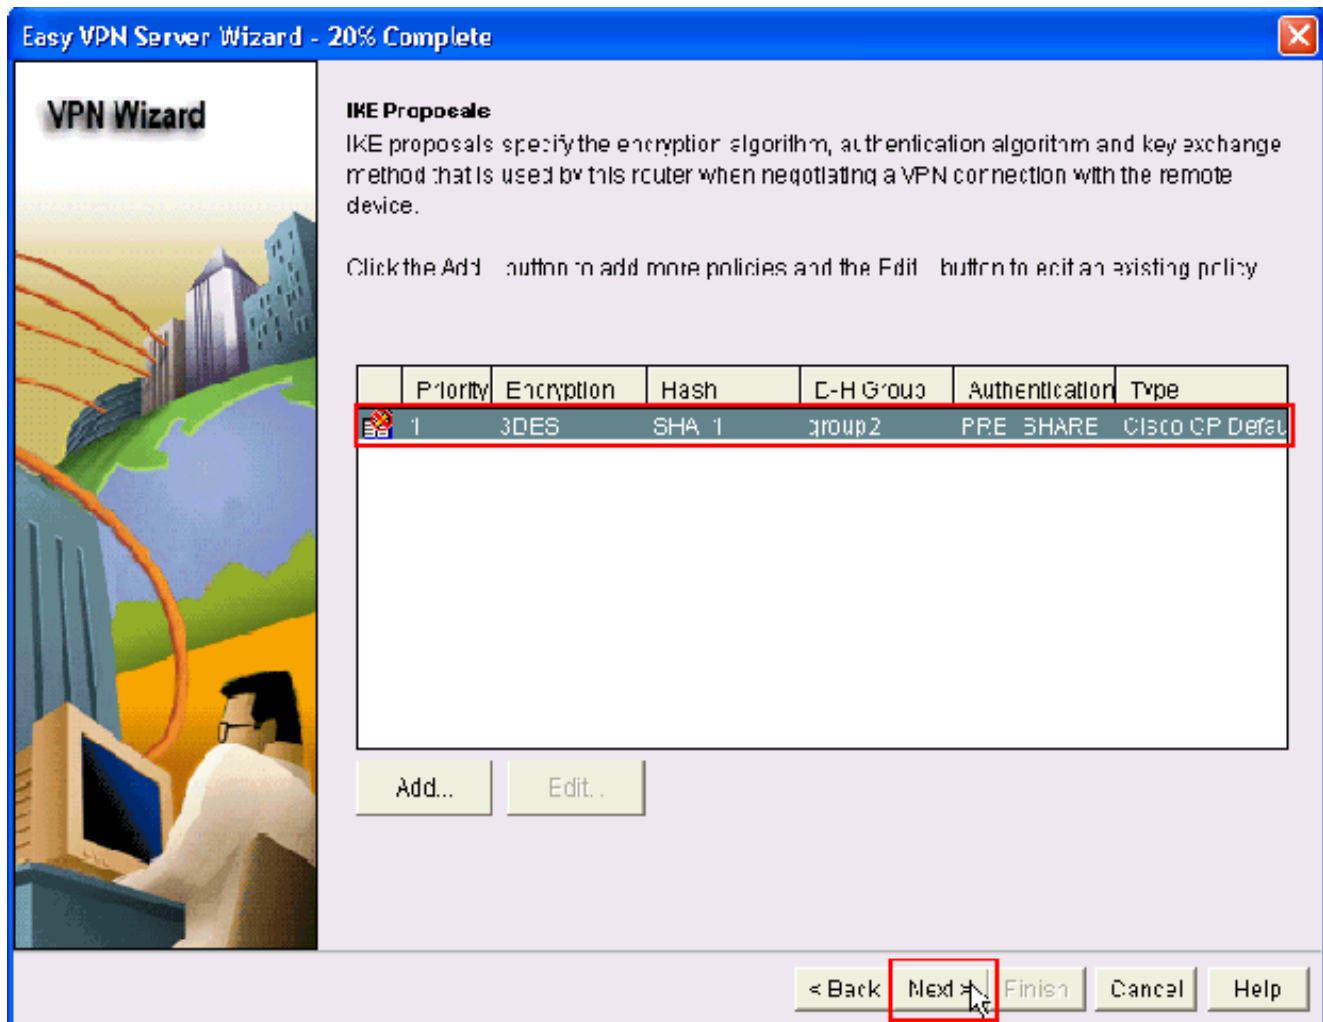 Easy VPN Server Wizard - 20% Complete
VPN Wizard
IKE Proposals
IKE proposals specify the encryption algorithm, authentication algorithm and key exchange
method that is used by this router when negotiating a VPN connection with the remote
device.
Click the Add... button to add more policies and the Edit... button to edit an existing policy.
Priority Encryption Hash D-H Group Authentication Type
1 3DES SHA_1 group2 PRE_SHARE Cisco CP Defau
Add... Edit...
< Back Next > Finish Cancel Help